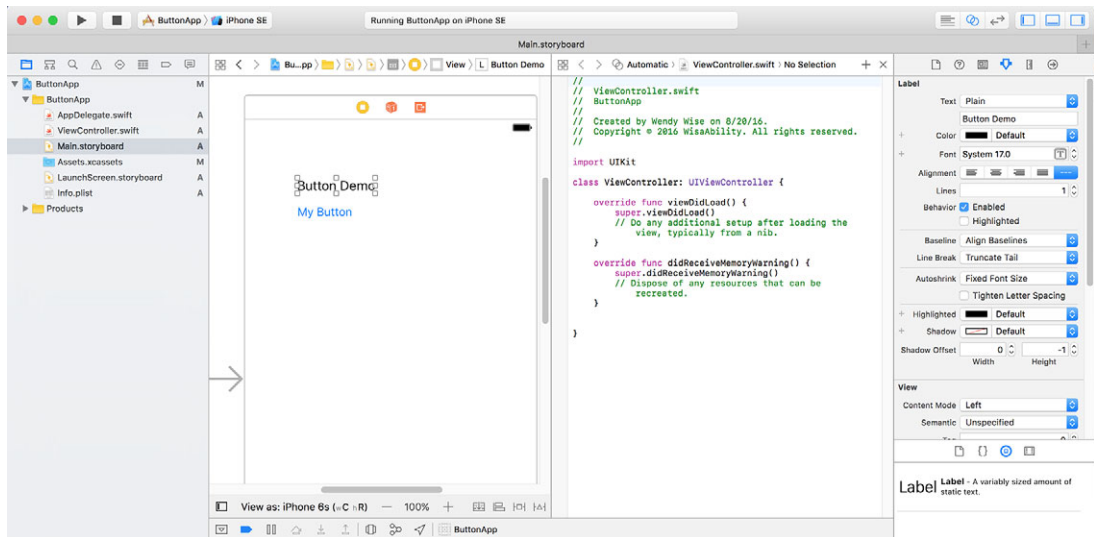 ButtonApp
iPhone SE
Running ButtonApp on iPhone SE
Main.storyboard
Bu...pp
View
L
Button Demo
Automatic
ViewController.swift
No Selection
ButtonApp
M
ButtonApp
AppDelegate.swift
A
ViewController.swift
A
Main.storyboard
A
Assets.xcassets
M
LaunchScreen.storyboard
A
Info.plist
A
Products
Button Demo
My Button
View as: iPhone 6s (wC hR)
100%
ButtonApp
//
// ViewController.swift
// ButtonApp
//
// Created by Wendy Wise on 8/20/16.
// Copyright © 2016 WisaAbility. All rights reserved.
//
import UIKit
class ViewController: UIViewController {
override func viewDidLoad() {
super.viewDidLoad()
// Do any additional setup after loading the
view, typically from a nib.
}
override func didReceiveMemoryWarning() {
super.didReceiveMemoryWarning()
// Dispose of any resources that can be
recreated.
}
}
Label
Text Plain
Button Demo
Color Default
Font System 17.0
T
Alignment
Lines 1
Behavior Enabled
Highlighted
Baseline Align Baselines
Line Break Truncate Tail
Autoshrink Fixed Font Size
Tighten Letter Spacing
Highlighted Default
Shadow Default
Shadow Offset 0 -1
Width Height
View
Content Mode Left
Semantic Unspecified
Label
Label - A variably sized amount of
static text.